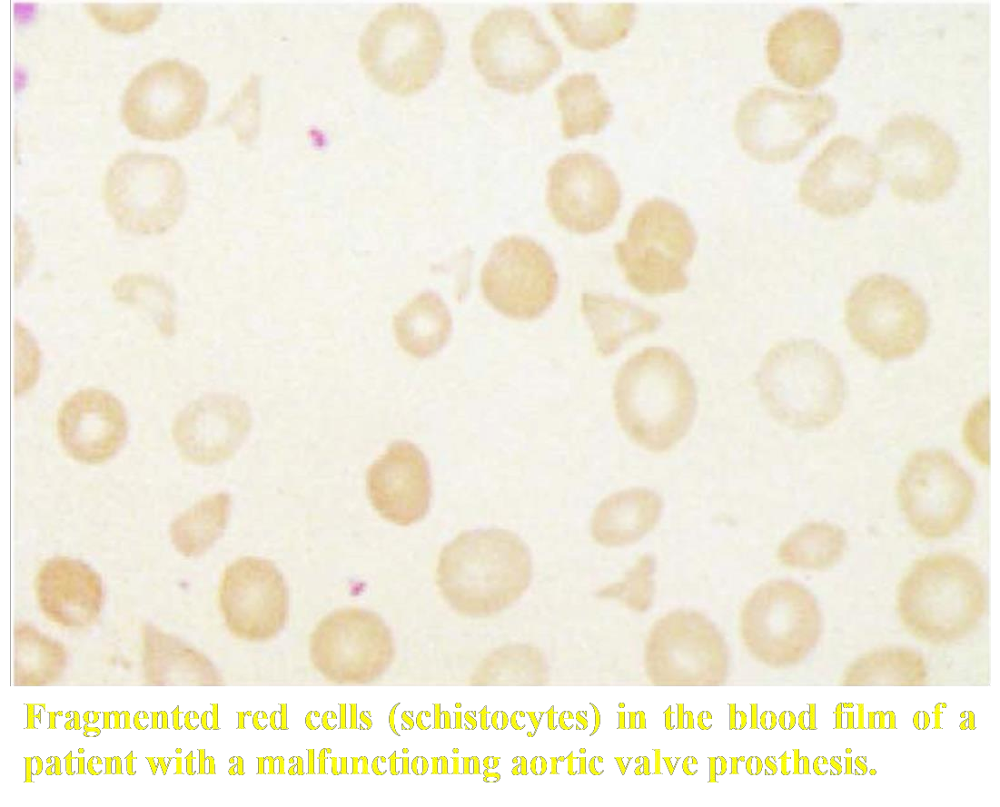 Fragmented red cells (schistocytes) in the blood film of a
patient with a malfunctioning aortic valve prosthesis.